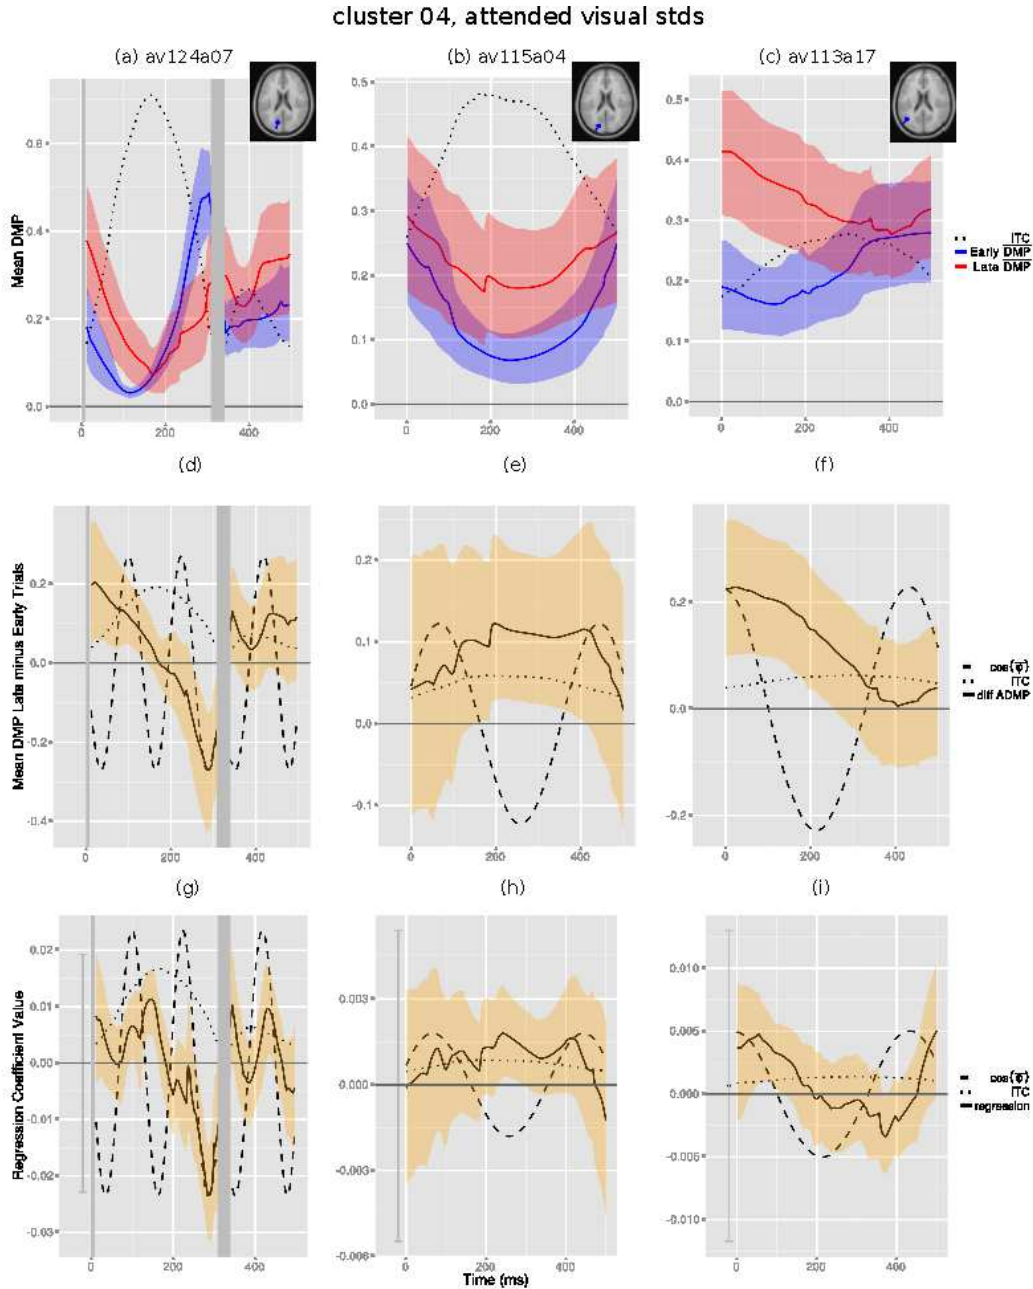 cluster 04, attended visual stds
(a) av124a07
(b) av115a04
(c) av113a17
Mean DMP
0.8
0.4
0.2
0.0
0 200 400
0.5
0.4
0.3
0.2
0.1
0.0
0 200 400
0.5
0.4
0.3
0.2
0.1
0.0
0 200 400
ITC
Early DMP
Late DMP
(d)
(e)
(f)
Mean DMP Late minus Early Trials
0.2
0.0
-0.2
-0.4
0 200 400
0.2
0.1
0.0
-0.1
0 200 400
0.2
0.0
-0.2
0 200 400
cos{φ}
ITC
diff ADMP
(g)
(h)
(i)
Regression Coefficient Value
0.02
0.01
0.00
-0.01
-0.02
-0.03
0 200 400
0.003
0.000
-0.003
-0.006
0 200 400
0.010
0.005
0.000
-0.005
-0.010
0 200 400
cos{φ}
ITC
regression
Time (ms)